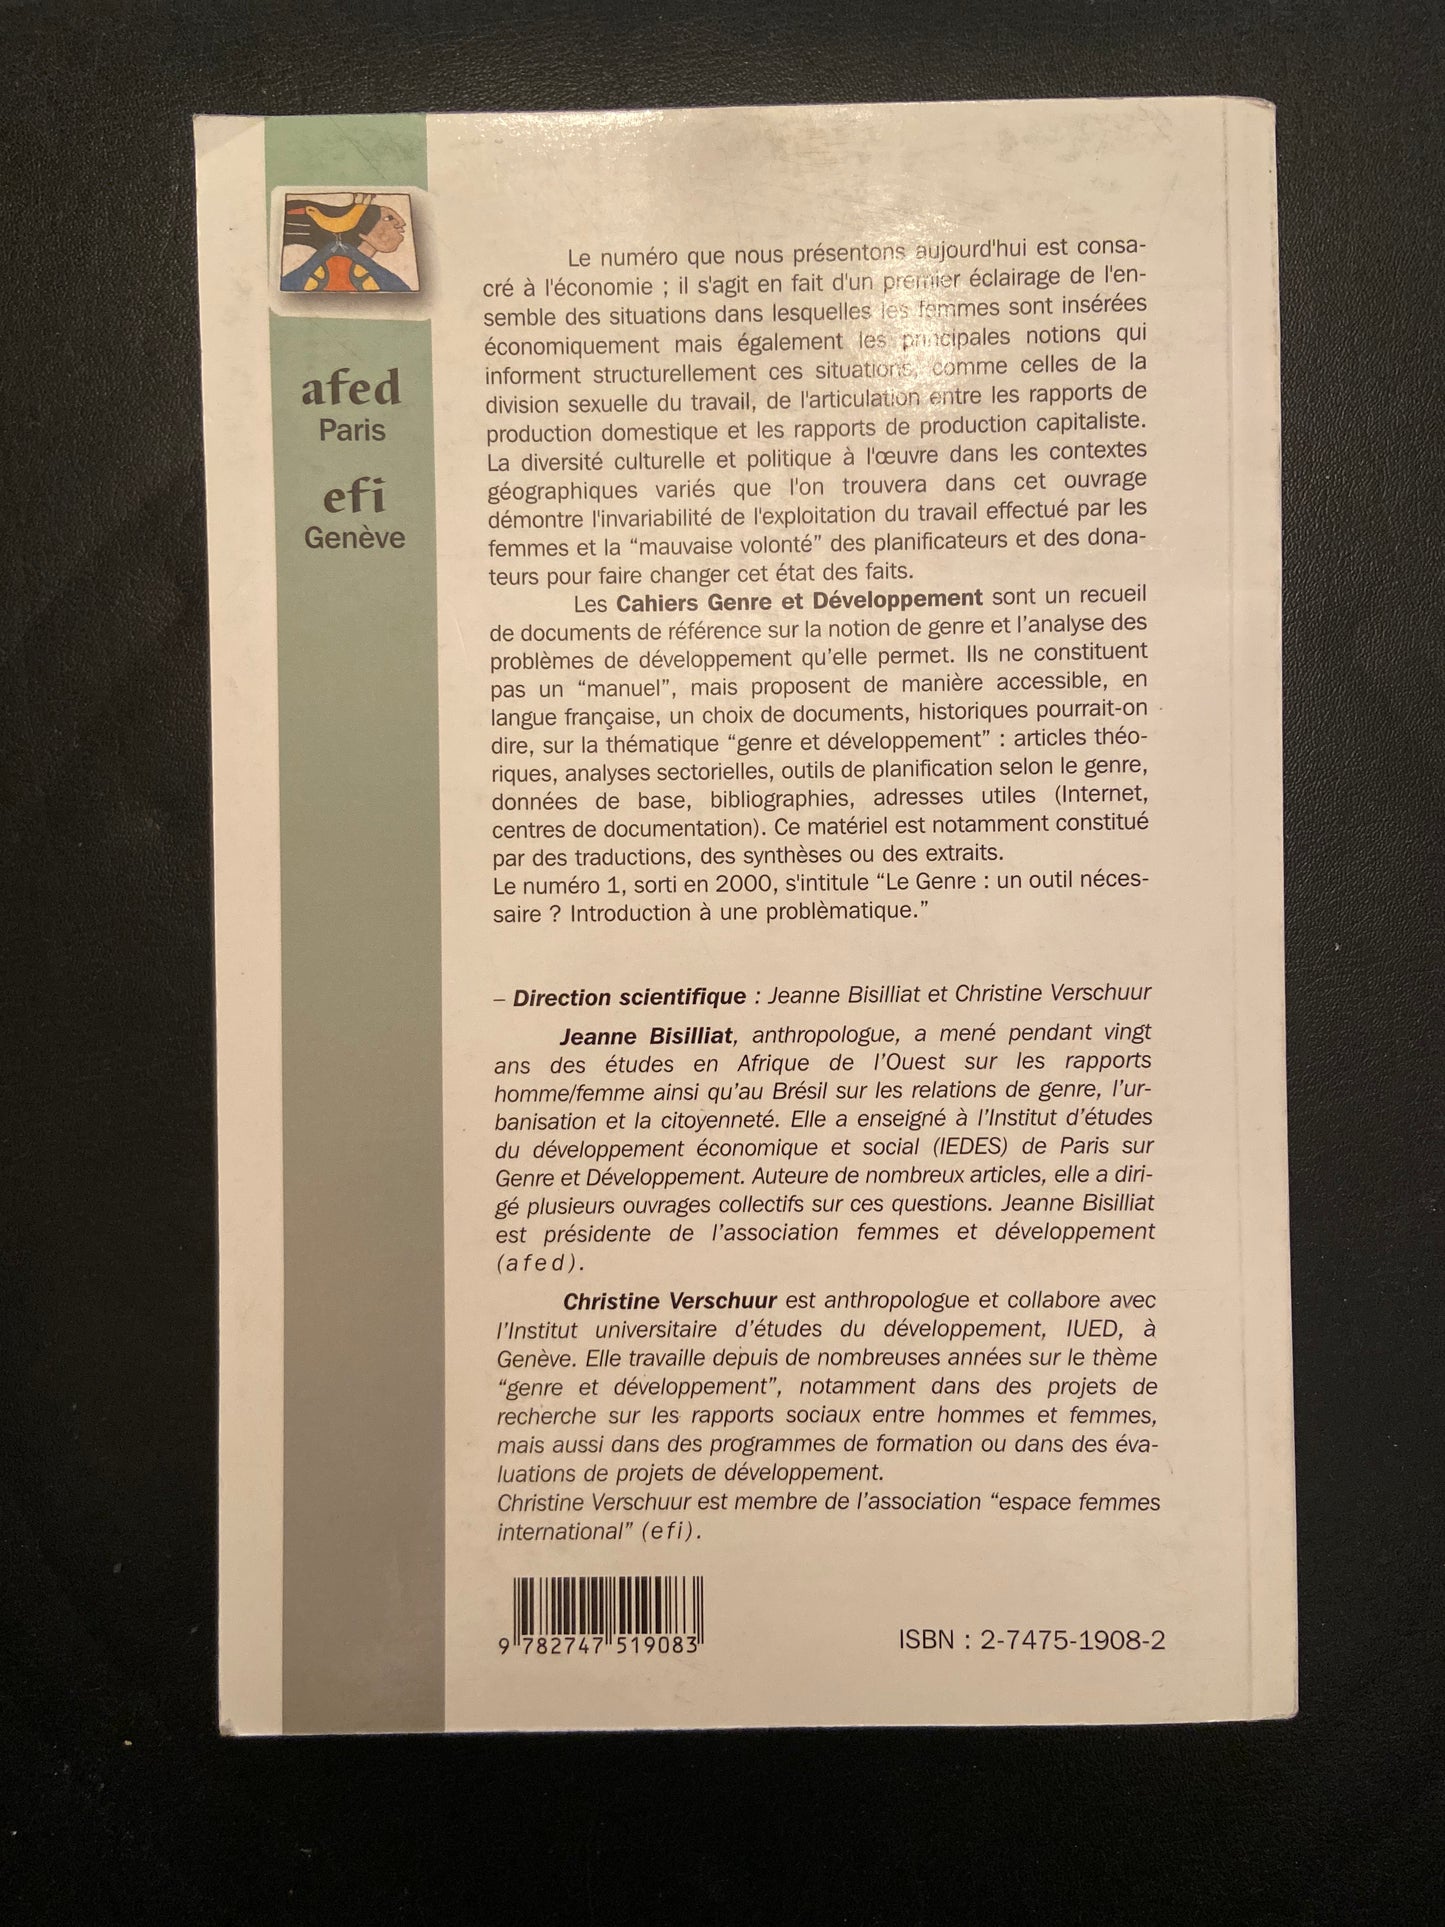 afed
Paris
efi
Genève
Le numéro que nous présentons aujourd'hui est consa-
cré à l'économie ; il s'agit en fait d'un premier éclairage de l'en-
semble des situations dans lesquelles les femmes sont insérées
économiquement mais également les principales notions qui
informent structurellement ces situations, comme celles de la
division sexuelle du travail, de l'articulation entre les rapports de
production domestique et les rapports de production capitaliste.
La diversité culturelle et politique à l'œuvre dans les contextes
géographiques variés que l'on trouvera dans cet ouvrage
démontre l'invariabilité de l'exploitation du travail effectué par les
femmes et la “mauvaise volonté” des planificateurs et des dona-
teurs pour faire changer cet état des faits.
Les Cahiers Genre et Développement sont un recueil
de documents de référence sur la notion de genre et l’analyse des
problèmes de développement qu’elle permet. Ils ne constituent
pas un “manuel”, mais proposent de manière accessible, en
langue française, un choix de documents, historiques pourrait-on
dire, sur la thématique “genre et développement” : articles théo-
riques, analyses sectorielles, outils de planification selon le genre,
données de base, bibliographies, adresses utiles (Internet,
centres de documentation). Ce matériel est notamment constitué
par des traductions, des synthèses ou des extraits.
Le numéro 1, sorti en 2000, s'intitule “Le Genre : un outil néces-
saire ? Introduction à une problèmatique.”
– Direction scientifique : Jeanne Bisilliat et Christine Verschuur
Jeanne Bisilliat, anthropologue, a mené pendant vingt
ans des études en Afrique de l’Ouest sur les rapports
homme/femme ainsi qu’au Brésil sur les relations de genre, l’ur-
banisation et la citoyenneté. Elle a enseigné à l’Institut d’études
du développement économique et social (IEDES) de Paris sur
Genre et Développement. Auteure de nombreux articles, elle a diri-
gé plusieurs ouvrages collectifs sur ces questions. Jeanne Bisilliat
est présidente de l’association femmes et développement
(afed).
Christine Verschuur est anthropologue et collabore avec
l’Institut universitaire d’études du développement, IUED, à
Genève. Elle travaille depuis de nombreuses années sur le thème
“genre et développement”, notamment dans des projets de
recherche sur les rapports sociaux entre hommes et femmes,
mais aussi dans des programmes de formation ou dans des éva-
luations de projets de développement.
Christine Verschuur est membre de l’association “espace femmes
international” (efi).
9 782747 519083
ISBN : 2-7475-1908-2